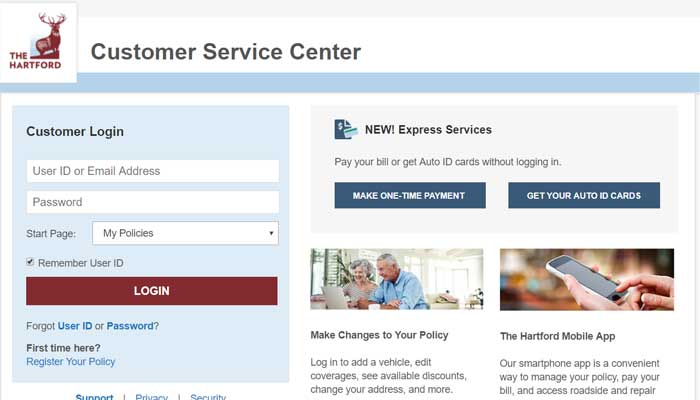 THE
HARTFORD
Customer Service Center
Customer Login
User ID or Email Address
Password
Start Page: My Policies
Remember User ID
LOGIN
Forgot User ID or Password?
First time here?
Register Your Policy
Support | Privacy | Security
NEW! Express Services
Pay your bill or get Auto ID cards without logging in.
MAKE ONE-TIME PAYMENT GET YOUR AUTO ID CARDS
Make Changes to Your Policy
Log in to add a vehicle, edit
coverages, see available discounts,
change your address, and more.
The Hartford Mobile App
Our smartphone app is a convenient
way to manage your policy, pay your
bill, and access roadside and repair